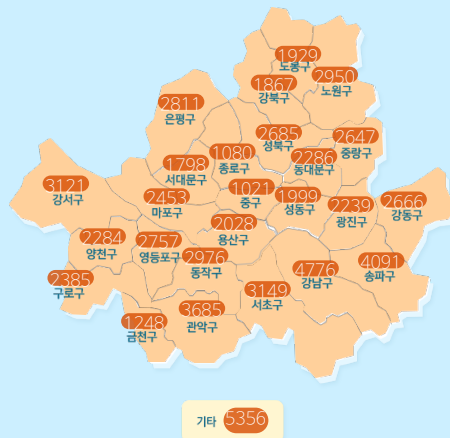 1929
도봉구
1867
강북구
2950
노원구
2811
은평구
2685
성북구
2647
중랑구
1080
종로구
2286
동대문구
1798
서대문구
3121
강서구
2453
마포구
1021
중구
1999
성동구
2239
광진구
2666
강동구
2028
용산구
2284
양천구
2757
영등포구
2976
동작구
2385
구로구
4776
강남구
4091
송파구
3149
서초구
1248
금천구
3685
관악구
기타 5356